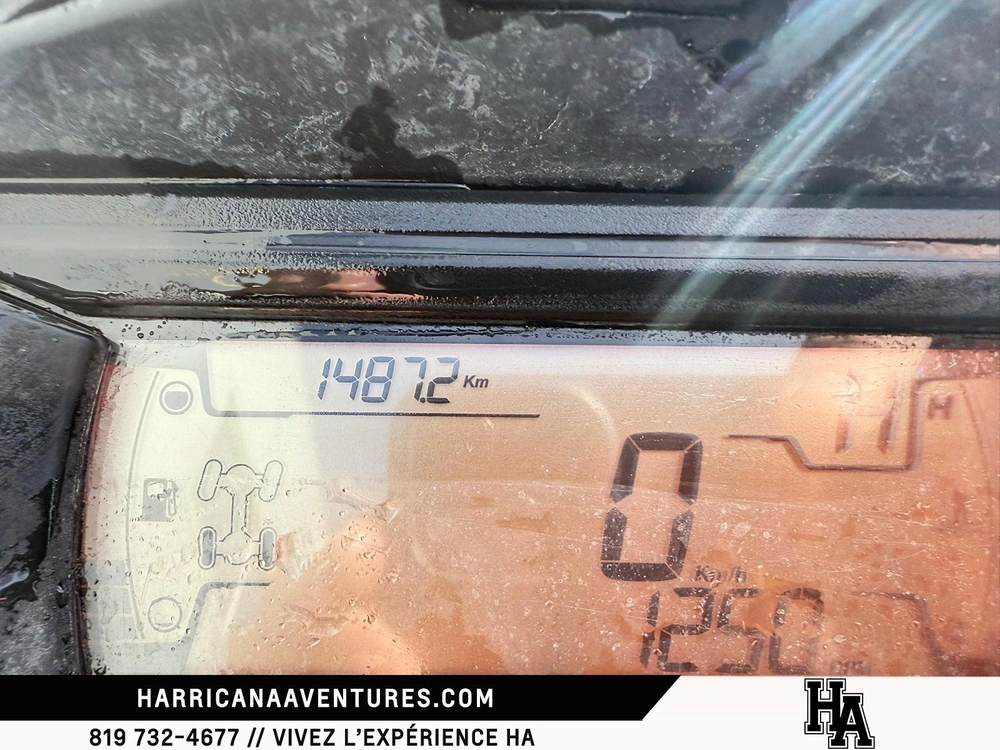 1487.2 Km
H
0
Km/h
1250
HARRICANAAVENTURES.COM
819 732-4677 // VIVEZ L'EXPÉRIENCE HA
HA